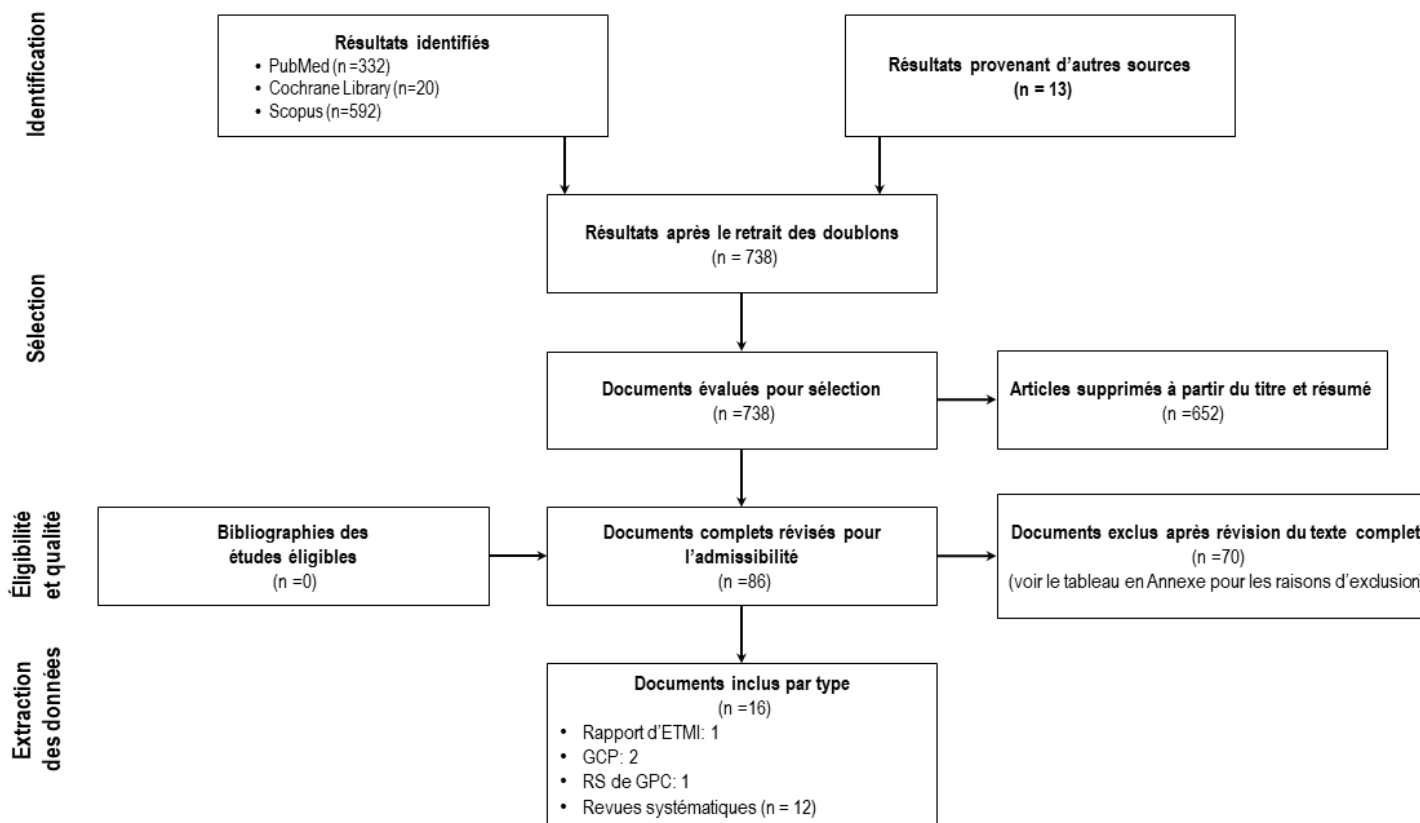 Identification
Résultats identifiés
• PubMed (n =332)
• Cochrane Library (n=20)
• Scopus (n=592)
Résultats provenant d'autres sources
(n = 13)
Sélection
Résultats après le retrait des doublons
(n = 738)
Documents évalués pour sélection
(n =738)
Articles supprimés à partir du titre et résumé
(n =652)
Éligibilité
et qualité
Bibliographies des
études éligibles
(n =0)
Documents complets révisés pour
l'admissibilité
(n =86)
Documents exclus après révision du texte complet
(n =70)
(voir le tableau en Annexe pour les raisons d'exclusion)
Extraction
des données
Documents inclus par type
(n =16)
• Rapport d'ETMI: 1
• GCP: 2
• RS de GPC: 1
• Revues systématiques (n = 12)